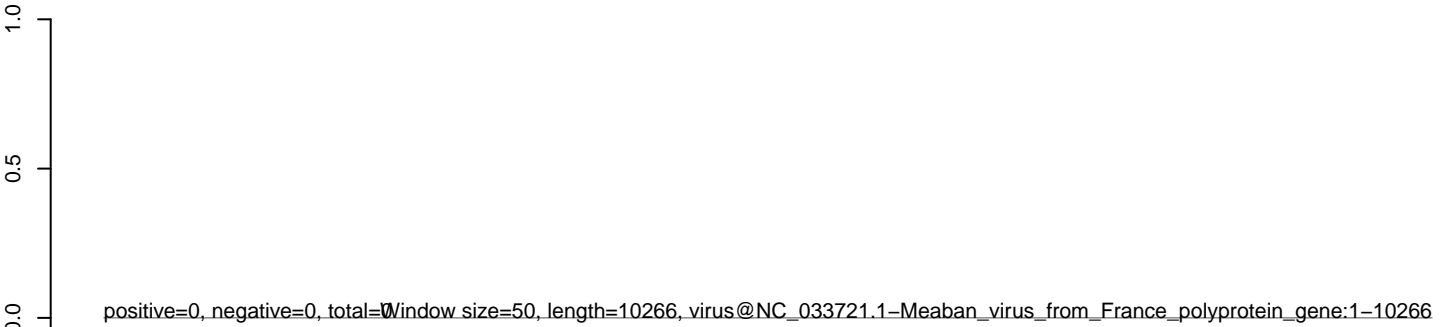 1.0
0.5
0.0
positive=0, negative=0, total=0
Window size=50, length=10266, virus@NC_033721.1−Meaban_virus_from_France_polyprotein_gene:1−10266